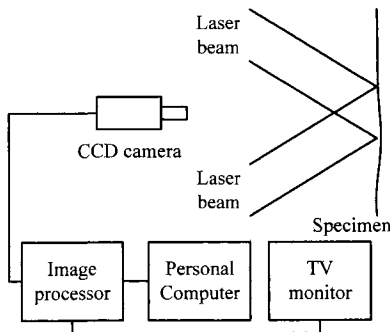 Laser
beam
CCD camera
Laser
beam
Specimen
Image
processor
Personal
Computer
TV
monitor